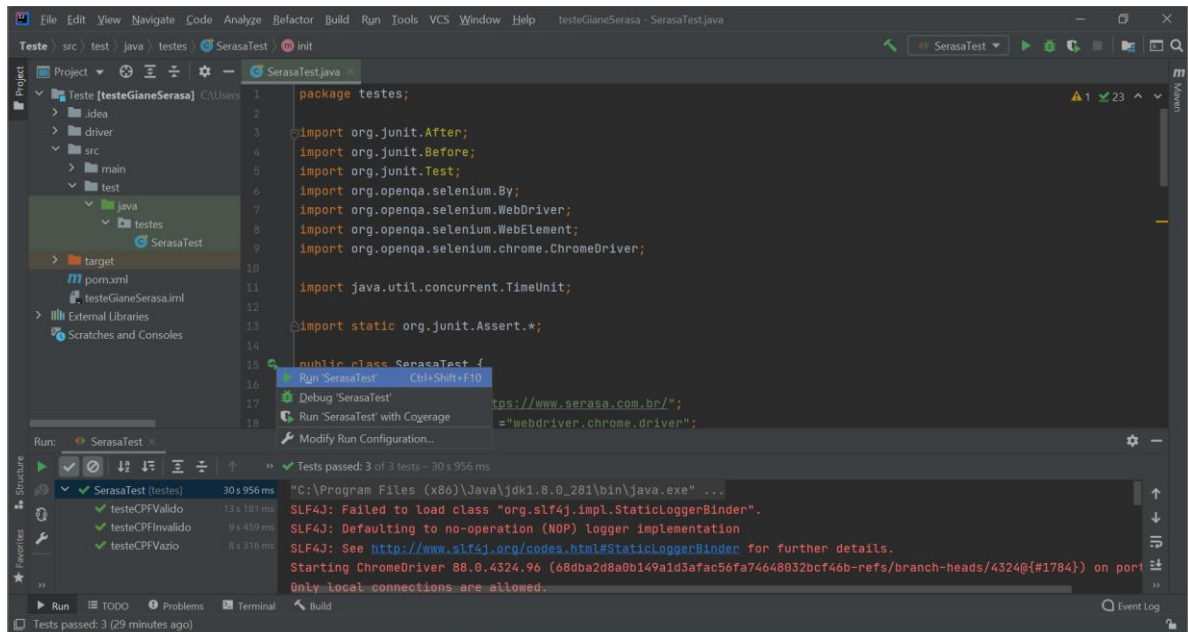 File Edit View Navigate Code Analyze Refactor Build Run Tools VCS Window Help testeGianeSerasa - SerasaTest.java
Teste src test java testes SerasaTest init
SerasaTest
Project
SerasaTest.java
Project
Maven
Teste [testeGianeSerasa] C:\Users
.idea
driver
src
main
test
java
testes
SerasaTest
target
pom.xml
testeGianeSerasa.iml
External Libraries
Scratches and Consoles
1 package testes;
2
3 import org.junit.After;
4 import org.junit.Before;
5 import org.junit.Test;
6 import org.openqa.selenium.By;
7 import org.openqa.selenium.WebDriver;
8 import org.openqa.selenium.WebElement;
9 import org.openqa.selenium.chrome.ChromeDriver;
10
11 import java.util.concurrent.TimeUnit;
12
13 import static org.junit.Assert.*;
14
15 public class SerasaTest {
16
17 tps://www.serasa.com.br/";
18 ="webdriver.chrome.driver";
1 23
Run 'SerasaTest' Ctrl+Shift+F10
Debug 'SerasaTest'
Run 'SerasaTest' with Coverage
Modify Run Configuration...
Run: SerasaTest
Tests passed: 3 of 3 tests – 30 s 956 ms
SerasaTest (testes) 30 s 956 ms
testeCPFValido 13 s 181 ms
testeCPFInvalido 9 s 459 ms
testeCPFVazio 8 s 316 ms
"C:\Program Files (x86)\Java\jdk1.8.0_281\bin\java.exe" ...
SLF4J: Failed to load class "org.slf4j.impl.StaticLoggerBinder".
SLF4J: Defaulting to no-operation (NOP) logger implementation
SLF4J: See http://www.slf4j.org/codes.html#StaticLoggerBinder for further details.
Starting ChromeDriver 88.0.4324.96 (68dba2d8a0b149a1d3afac56fa74648032bcf46b-refs/branch-heads/4324@{#1784}) on port
Only local connections are allowed.
Structure
Favorites
Run TODO Problems Terminal Build Event Log
Tests passed: 3 (29 minutes ago)